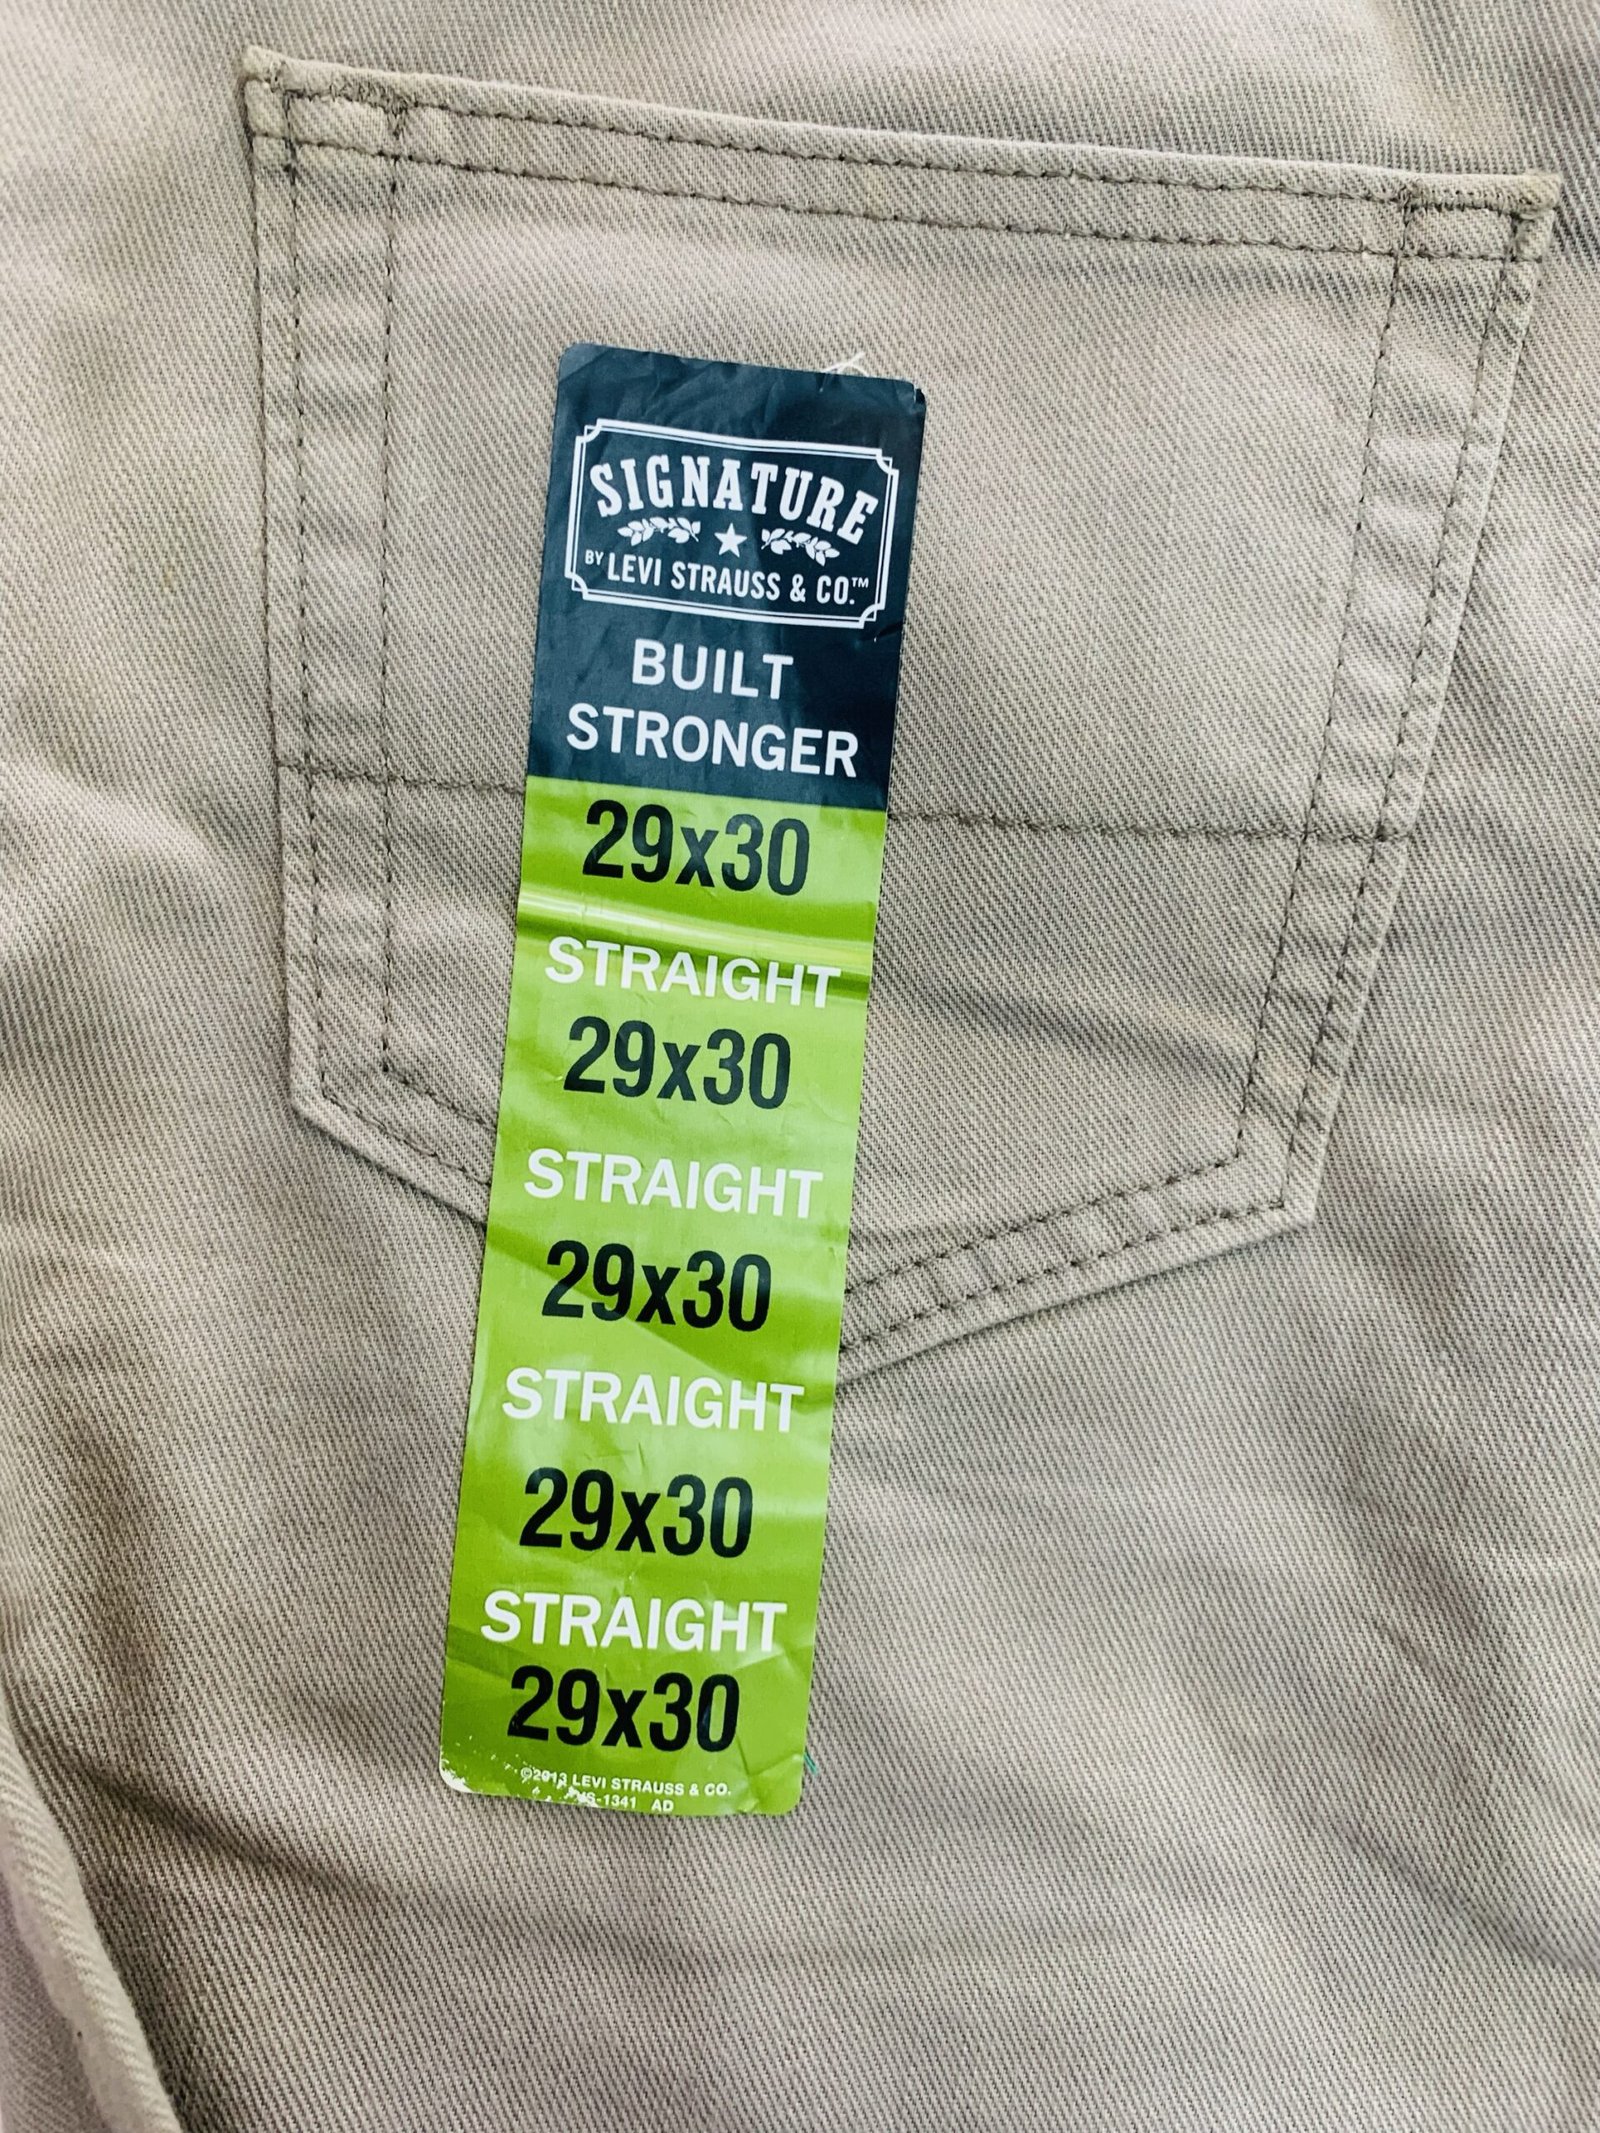 SIGNATURE
BY LEVI STRAUSS & CO.™
BUILT
STRONGER
29x30
STRAIGHT
29x30
STRAIGHT
29x30
STRAIGHT
29x30
STRAIGHT
29x30
©2013 LEVI STRAUSS & CO.
AD